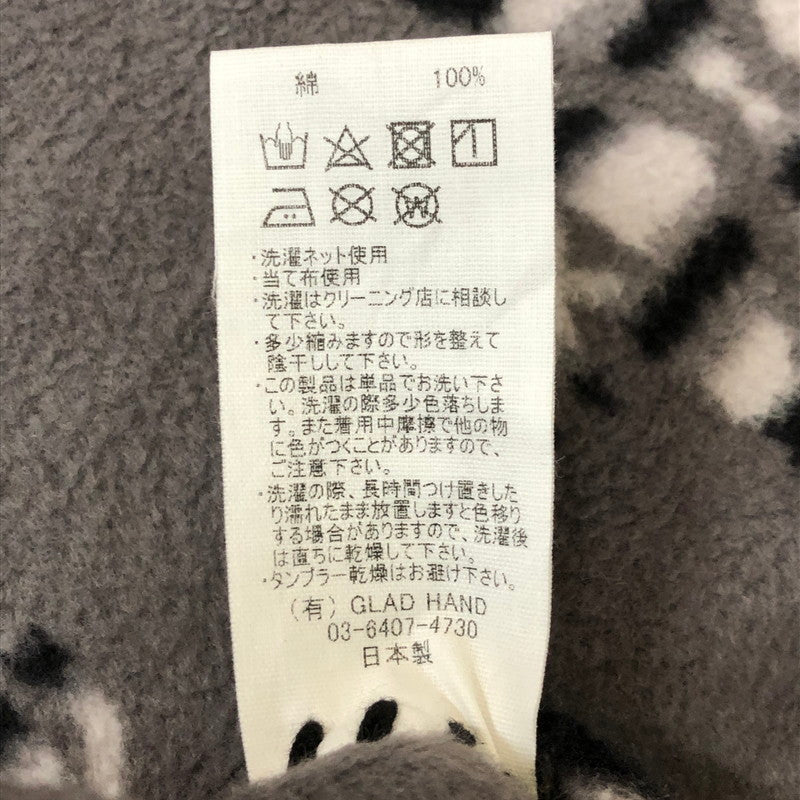 綿 100%
・洗濯ネット使用
・当て布使用
・洗濯はクリーニング店に相談し
て下さい。
・多少縮みますので形を整えて
陰干しして下さい。
・この製品は単品でお洗い下さ
い。洗濯の際多少色落ちしま
す。また着用中摩擦で他の物
に色がつくことがありますので、
ご注意下さい。
・洗濯の際、長時間つけ置きした
り濡れたまま放置しますと色移り
する場合がありますので、洗濯後
は直ちに乾燥して下さい。
・タンブラー乾燥はお避け下さい。
（有）GLAD HAND
03-6407-4730
日本製